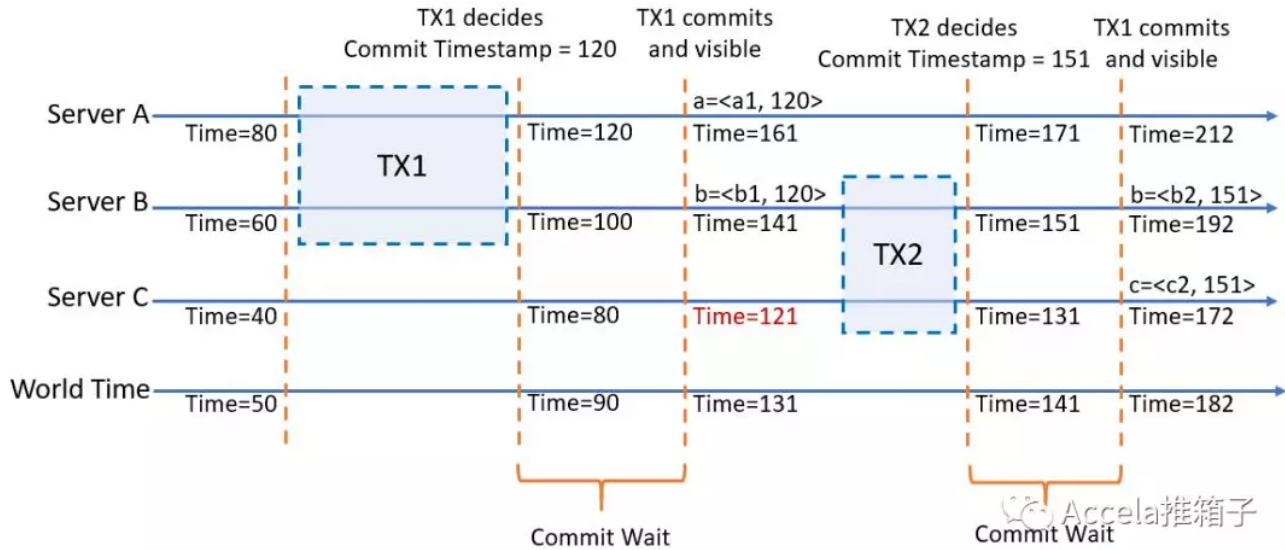 TX1 decides
Commit Timestamp = 120
TX1 commits
and visible
TX2 decides
Commit Timestamp = 151
TX1 commits
and visible
Server A
a=<a1, 120>
Time=80
Time=120
Time=161
Time=171
Time=212
TX1
Server B
b=<b1, 120>
b=<b2, 151>
Time=60
Time=100
Time=141
Time=151
Time=192
TX2
Server C
c=<c2, 151>
Time=40
Time=80
Time=121
Time=131
Time=172
World Time
Time=50
Time=90
Time=131
Time=141
Time=182
Commit Wait
Commit Wait
Accela推箱子